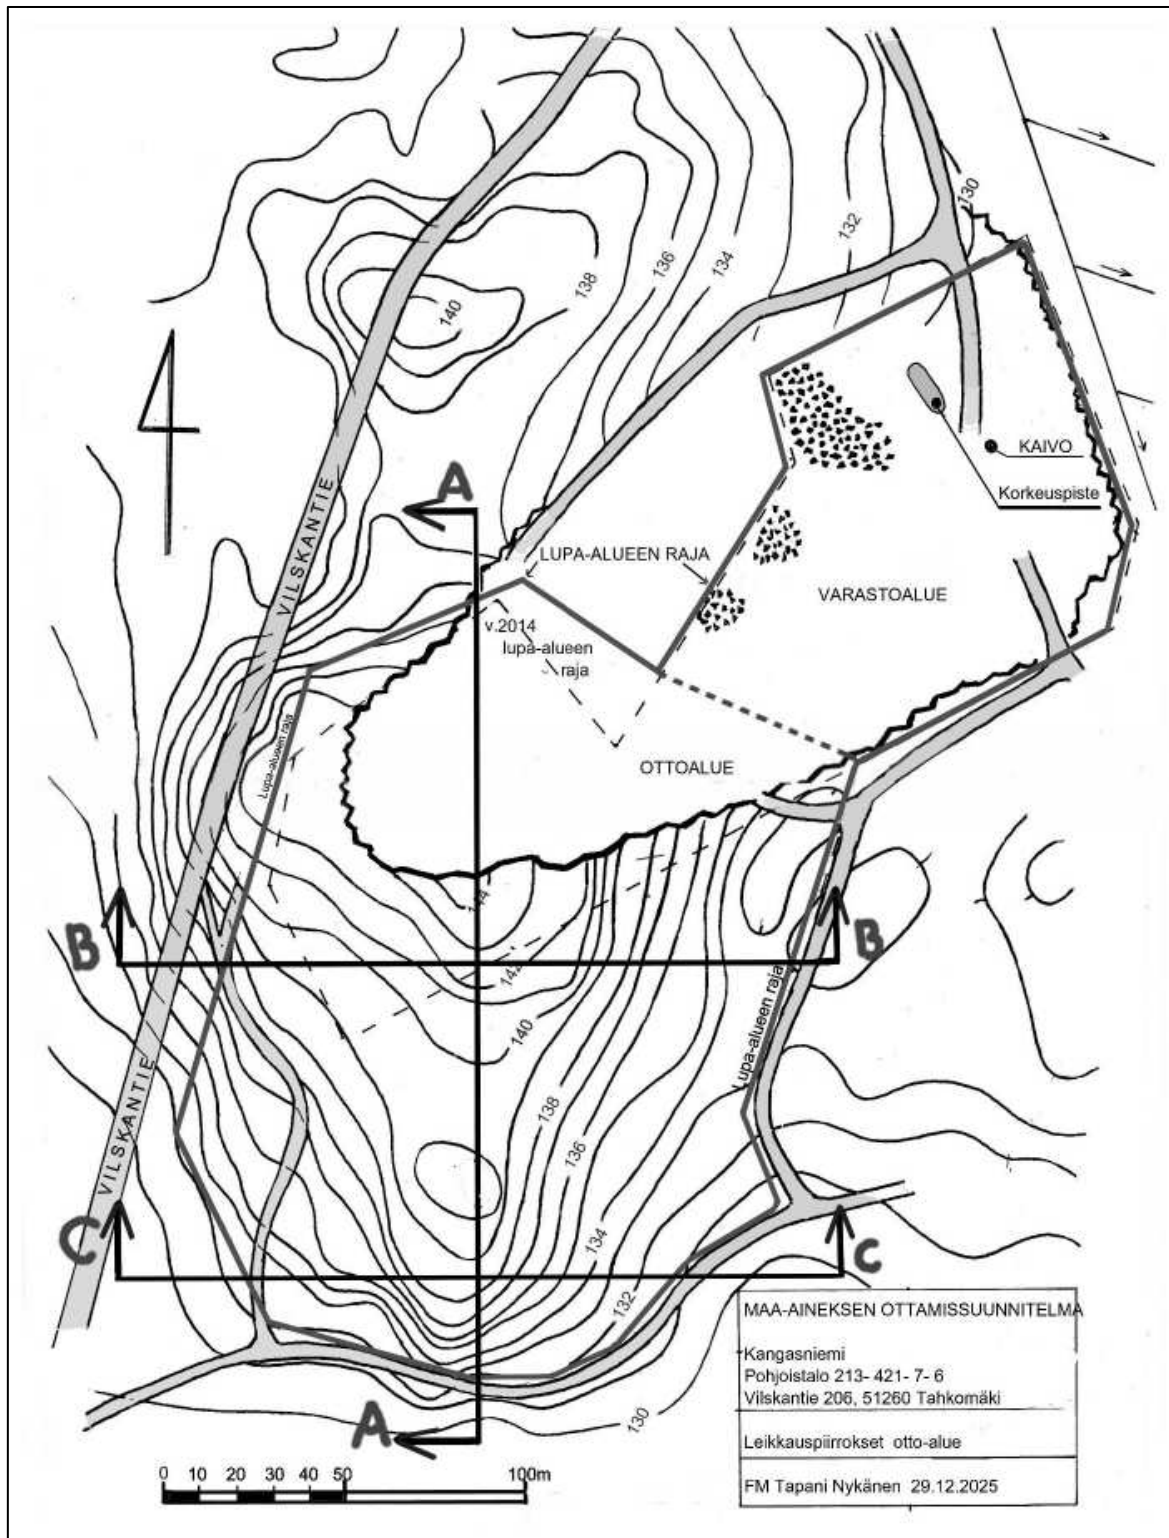 130
132
134
136
138
140
A
VILSKANTIE
KAIVO
Korkeuspiste
LUPA-ALUEEN RAJA
VARASTOALUE
v.2014
lupa-alueen
raja
Lupa-alueen raja
OTTOALUE
144
B
B
142
140
Lupa-alueen raja
138
136
VILSKANTIE
134
C
C
132
130
A
0 10 20 30 40 50 100m
MAA-AINEKSEN OTTAMISSUUNNITELMA
Kangasniemi
Pohjoistalo 213- 421- 7- 6
Vilskantie 206, 51260 Tahkomäki
Leikkauspiirrokset otto-alue
FM Tapani Nykänen 29.12.2025